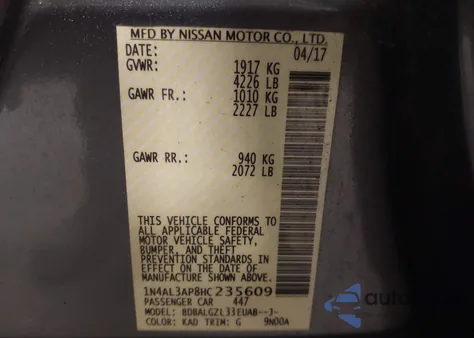 MFD BY NISSAN MOTOR CO., LTD.
DATE: 04/17
GVWR: 1917 KG
4226 LB
GAWR FR.: 1010 KG
2227 LB
GAWR RR.: 940 KG
2072 LB
THIS VEHICLE CONFORMS TO
ALL APPLICABLE FEDERAL
MOTOR VEHICLE SAFETY,
BUMPER, AND THEFT
PREVENTION STANDARDS IN
EFFECT ON THE DATE OF
MANUFACTURE SHOWN ABOVE.
1N4AL3AP8HC235609
PASSENGER CAR 447
BDBALGZL33EUAB--J-
COLOR: KAD TRIM: G 9N00A